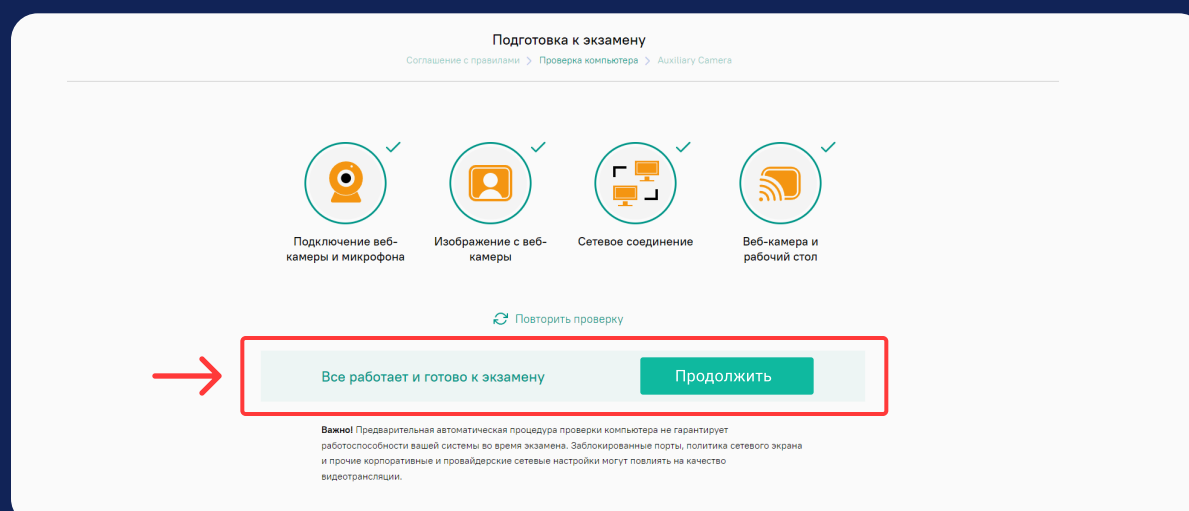 Подготовка к экзамену
Соглашение с правилами > Проверка компьютера > Auxiliary Camera
Подключение веб-
камеры и микрофона
Изображение с веб-
камеры
Сетевое соединение
Веб-камера и
рабочий стол
Повторить проверку
Все работает и готово к экзамену
Продолжить
Важно! Предварительная автоматическая процедура проверки компьютера не гарантирует
работоспособности вашей системы во время экзамена. Заблокированные порты, политика сетевого экрана
и прочие корпоративные и провайдерские сетевые настройки могут повлиять на качество
видеотрансляции.